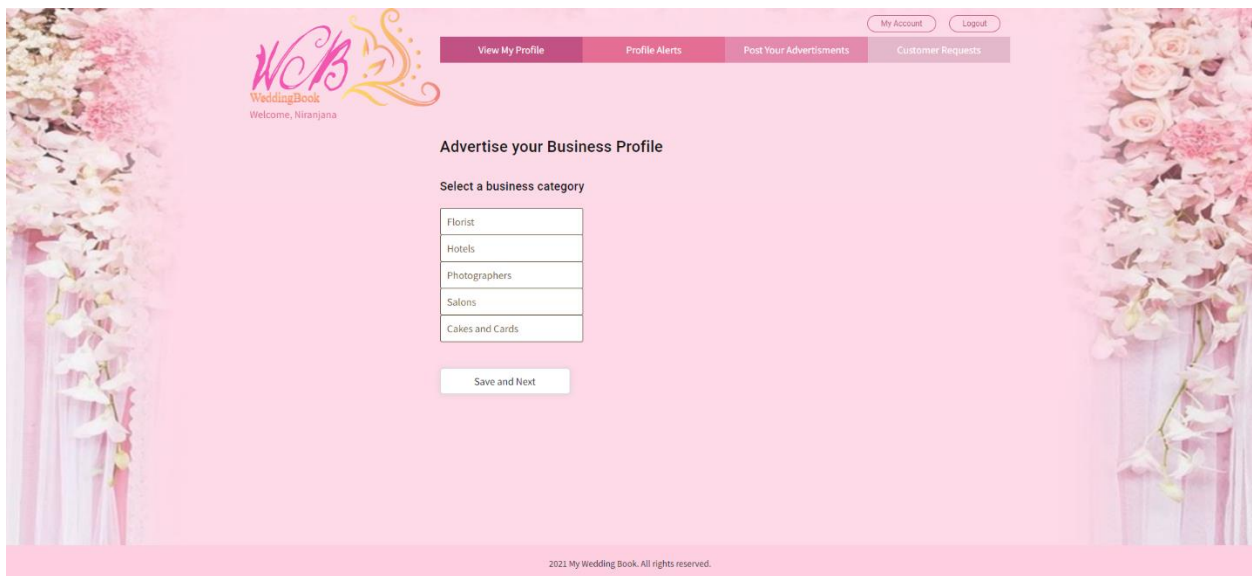 My Account Logout
View My Profile Profile Alerts Post Your Advertisments Customer Requests
WCB
WeddingBook
Welcome, Niranjana
Advertise your Business Profile
Select a business category
Florist
Hotels
Photographers
Salons
Cakes and Cards
Save and Next
2021 My Wedding Book. All rights reserved.